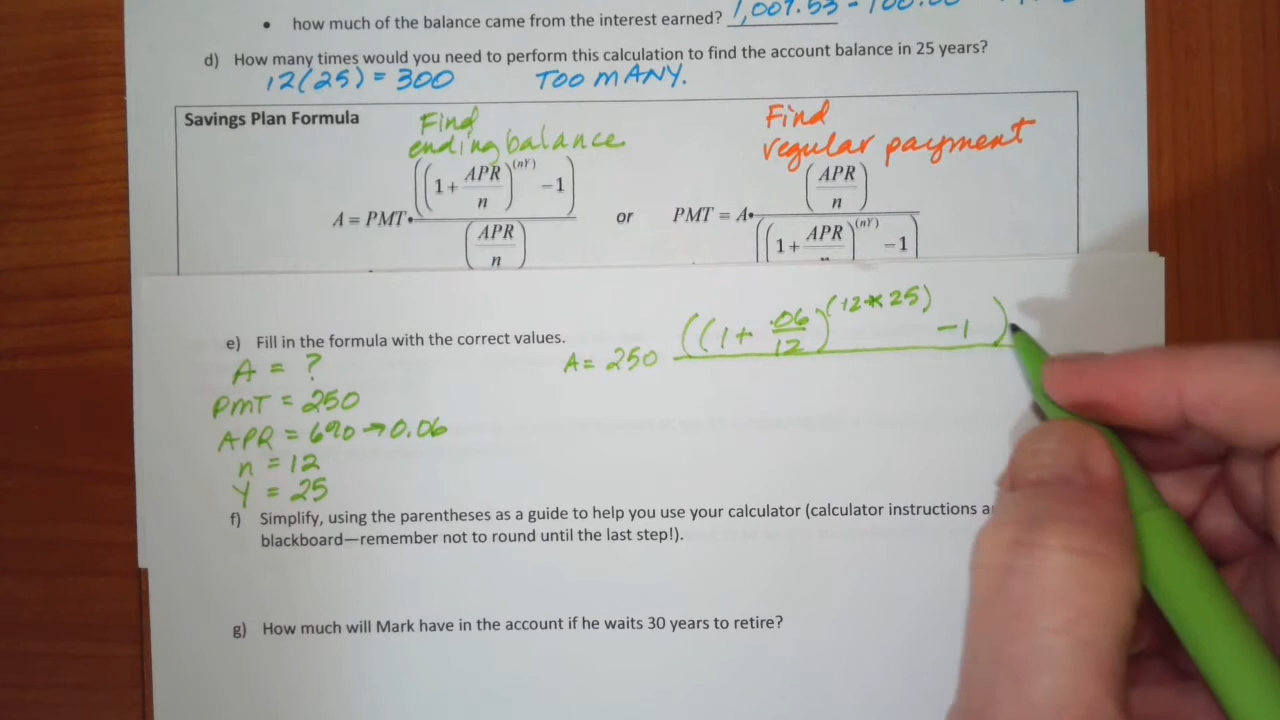 • how much of the balance came from the interest earned? 1,007.53 -
d) How many times would you need to perform this calculation to find the account balance in 25 years?
12(25) = 300 TOO MANY.
Savings Plan Formula
Find ending balance
Find regular payment
A = PMT • ((1 + APR/n)^(nY) − 1) / (APR/n)
or
PMT = A • (APR/n) / ((1 + APR/n)^(nY) − 1)
e) Fill in the formula with the correct values.
A = 250 ((1 + .06/12)^(12*25) − 1)
A = ?
PMT = 250
APR = 6% → 0.06
n = 12
Y = 25
f) Simplify, using the parentheses as a guide to help you use your calculator (calculator instructions
blackboard—remember not to round until the last step!).
g) How much will Mark have in the account if he waits 30 years to retire?